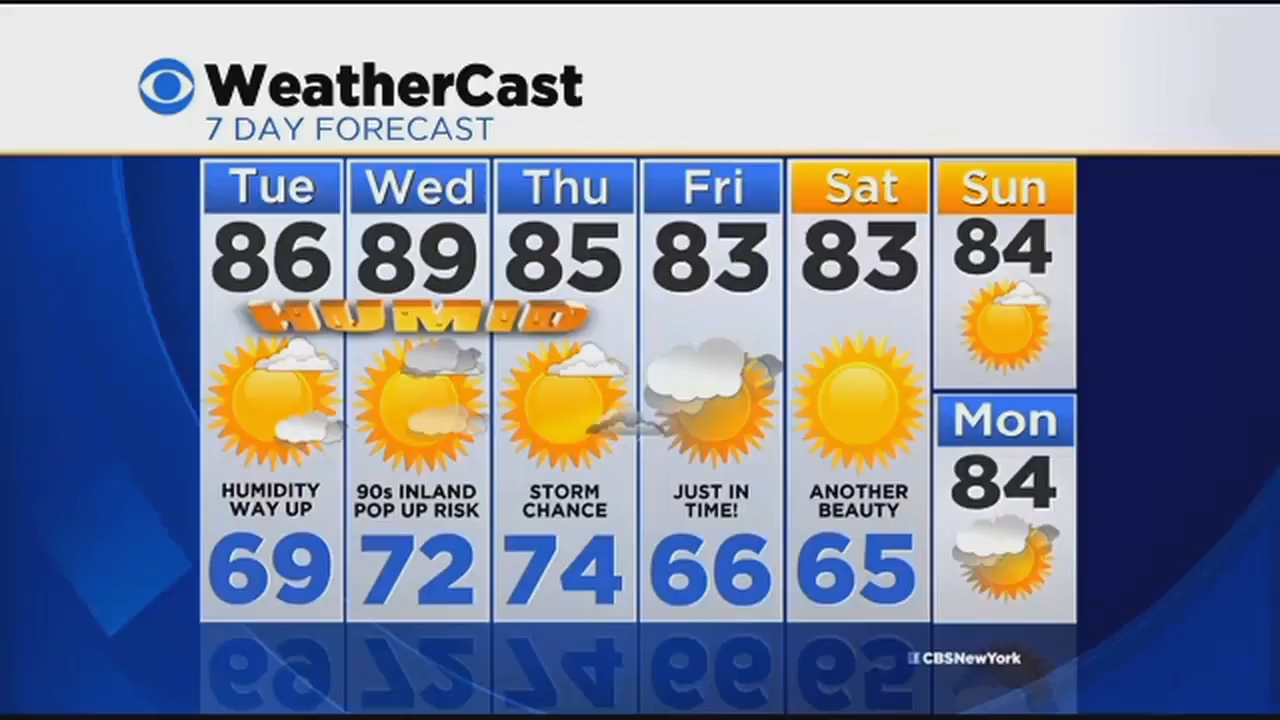 WeatherCast
7 DAY FORECAST
Tue
86
HUMIDITY
WAY UP
69
Wed
89
90s INLAND
POP UP RISK
72
Thu
85
STORM
CHANCE
74
HUMID
Fri
83
JUST IN
TIME!
66
Sat
83
ANOTHER
BEAUTY
65
Sun
84
Mon
84
f CBSNewYork